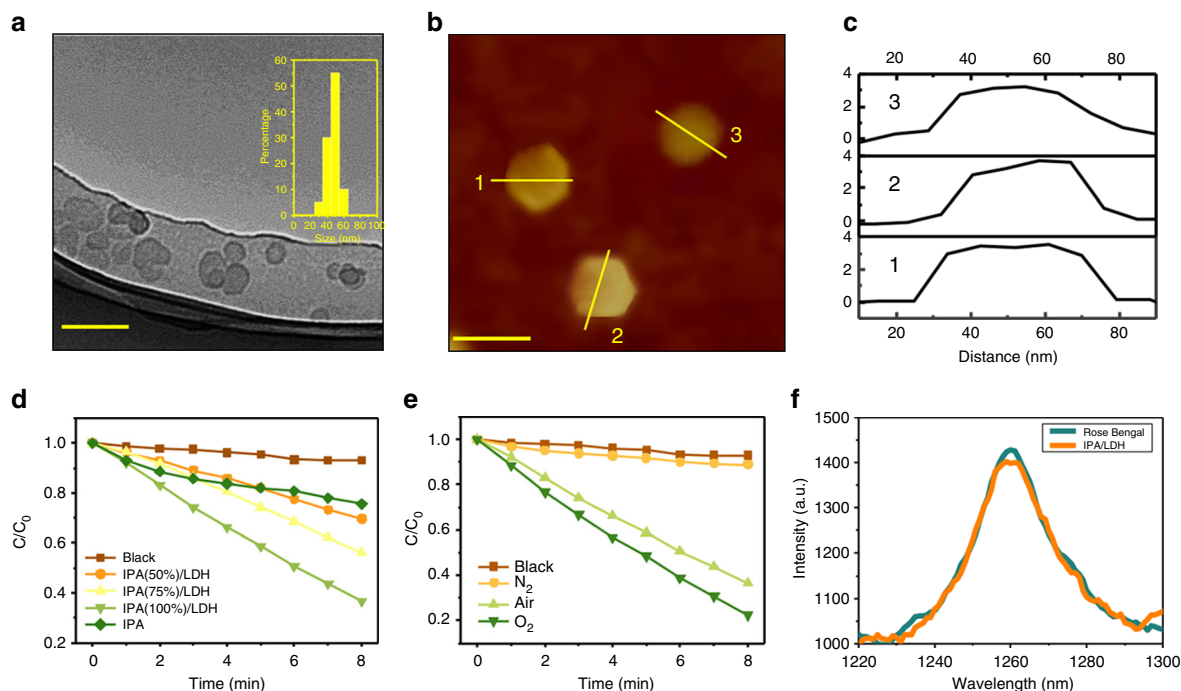 a
60
50
40
30
20
10
0
Percentage
0 20 40 60 80 100
Size (nm)
b
1
2
3
c
20 40 60 80
4
2
0
3
4
2
0
2
4
2
0
1
20 40 60 80
Distance (nm)
d
1.0
0.8
0.6
0.4
0.2
C/C0
Black
IPA(50%)/LDH
IPA(75%)/LDH
IPA(100%)/LDH
IPA
0 2 4 6 8
Time (min)
e
1.0
0.8
0.6
0.4
0.2
C/C0
Black
N2
Air
O2
0 2 4 6 8
Time (min)
f
1500
1400
1300
1200
1100
1000
Intensity (a.u.)
Rose Bengal
IPA/LDH
1220 1240 1260 1280 1300
Wavelength (nm)